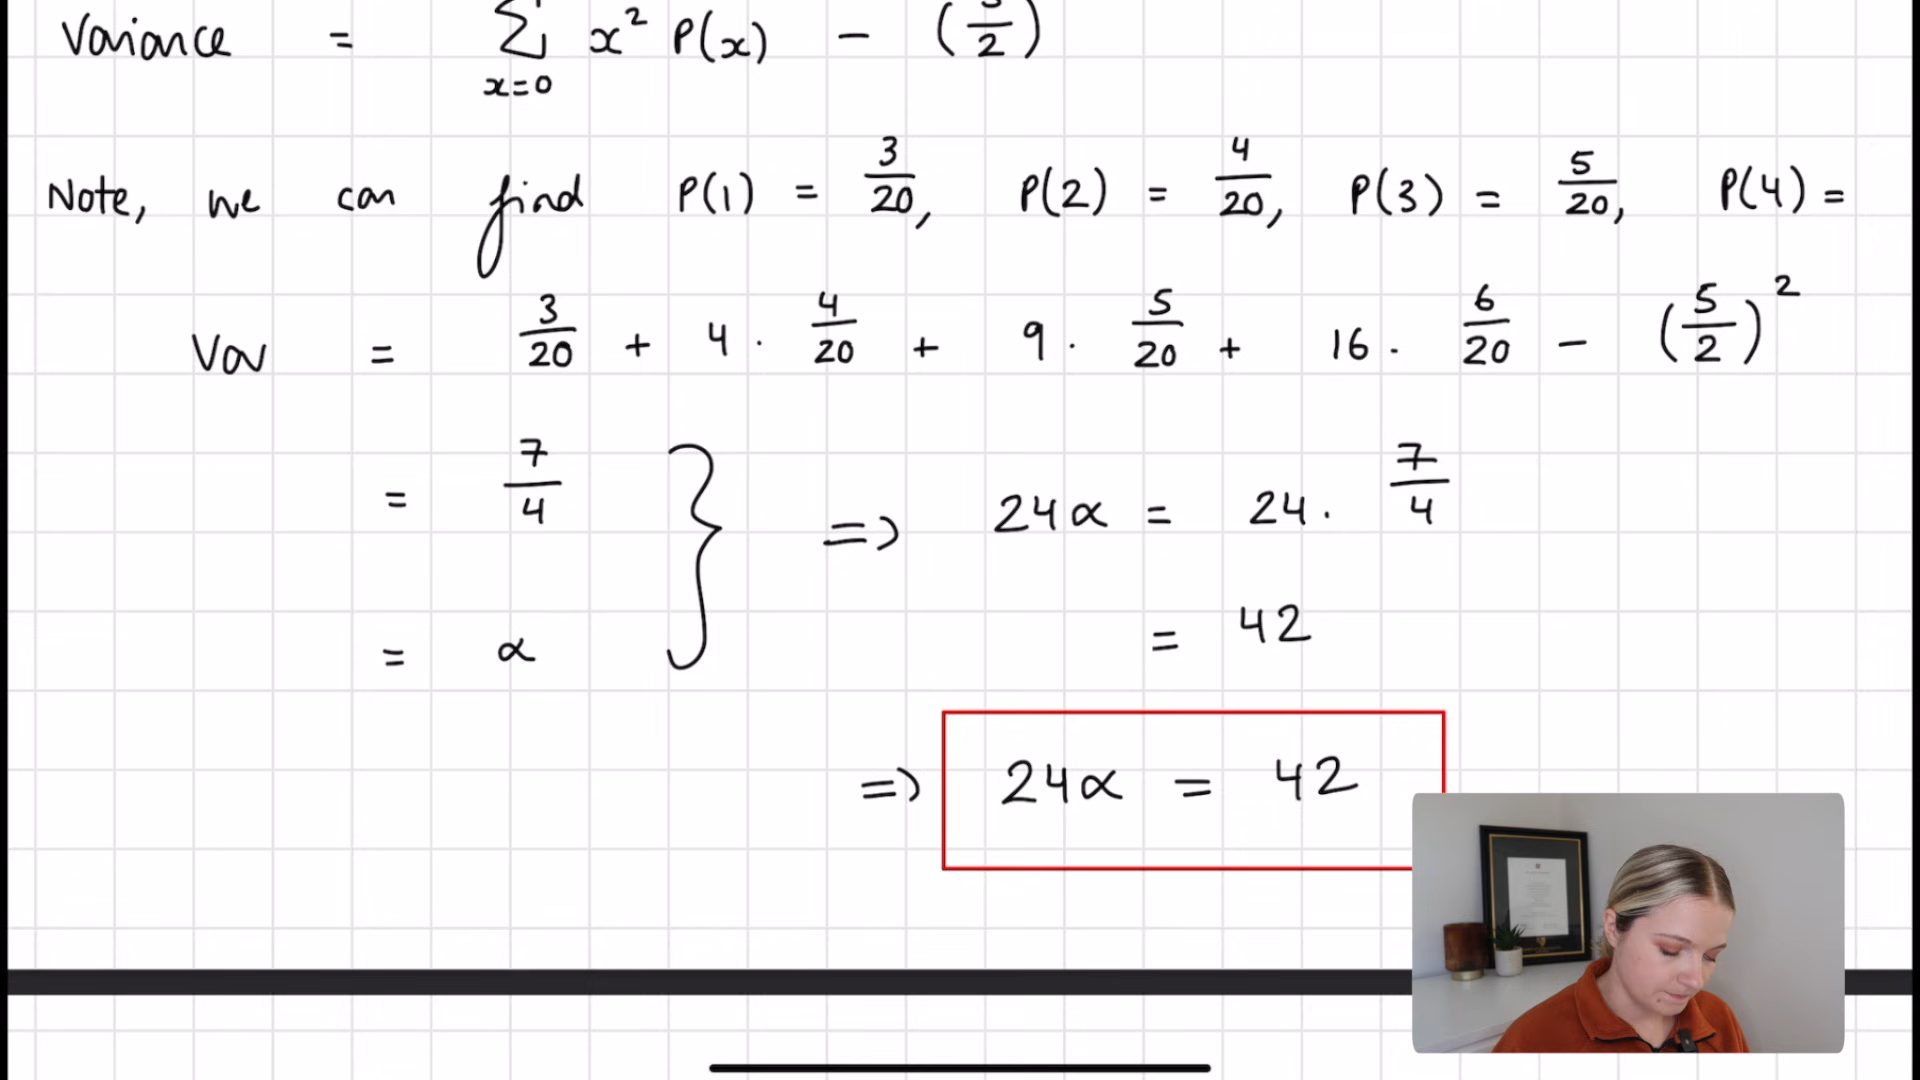 Variance = ∑ x² P(x) - (5/2)
x=0
Note, we can find P(1) = 3/20, P(2) = 4/20, P(3) = 5/20, P(4) =
Var = 3/20 + 4 · 4/20 + 9 · 5/20 + 16 · 6/20 - (5/2)²
= 7/4 } => 24α = 24 · 7/4
= α = 42
=> 24α = 42